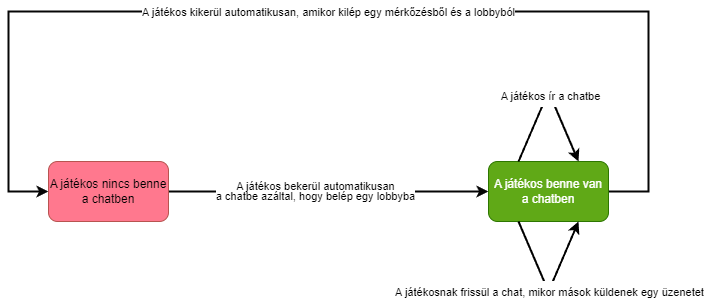 A játékos kikerül automatikusan, amikor kilép egy mérkőzésből és a lobbyból
A játékos ír a chatbe
A játékos nincs benne
a chatben
A játékos bekerül automatikusan
a chatbe azáltal, hogy belép egy lobbyba
A játékos benne van
a chatben
A játékosnak frissül a chat, mikor mások küldenek egy üzenetet